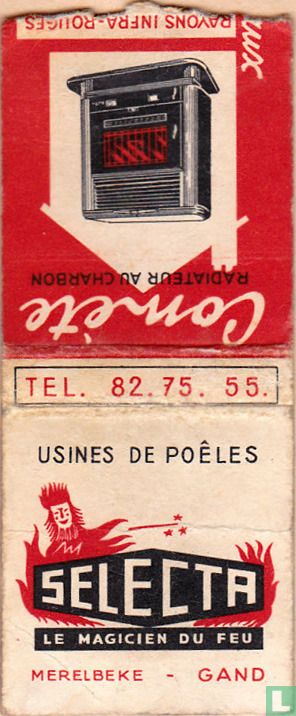 Comète
RADIATEUR AU CHARBON
aux
RAYONS INFRA-ROUGES
TEL. 82.75.55.
USINES DE POÊLES
SELECTA
LE MAGICIEN DU FEU
MERELBEKE - GAND